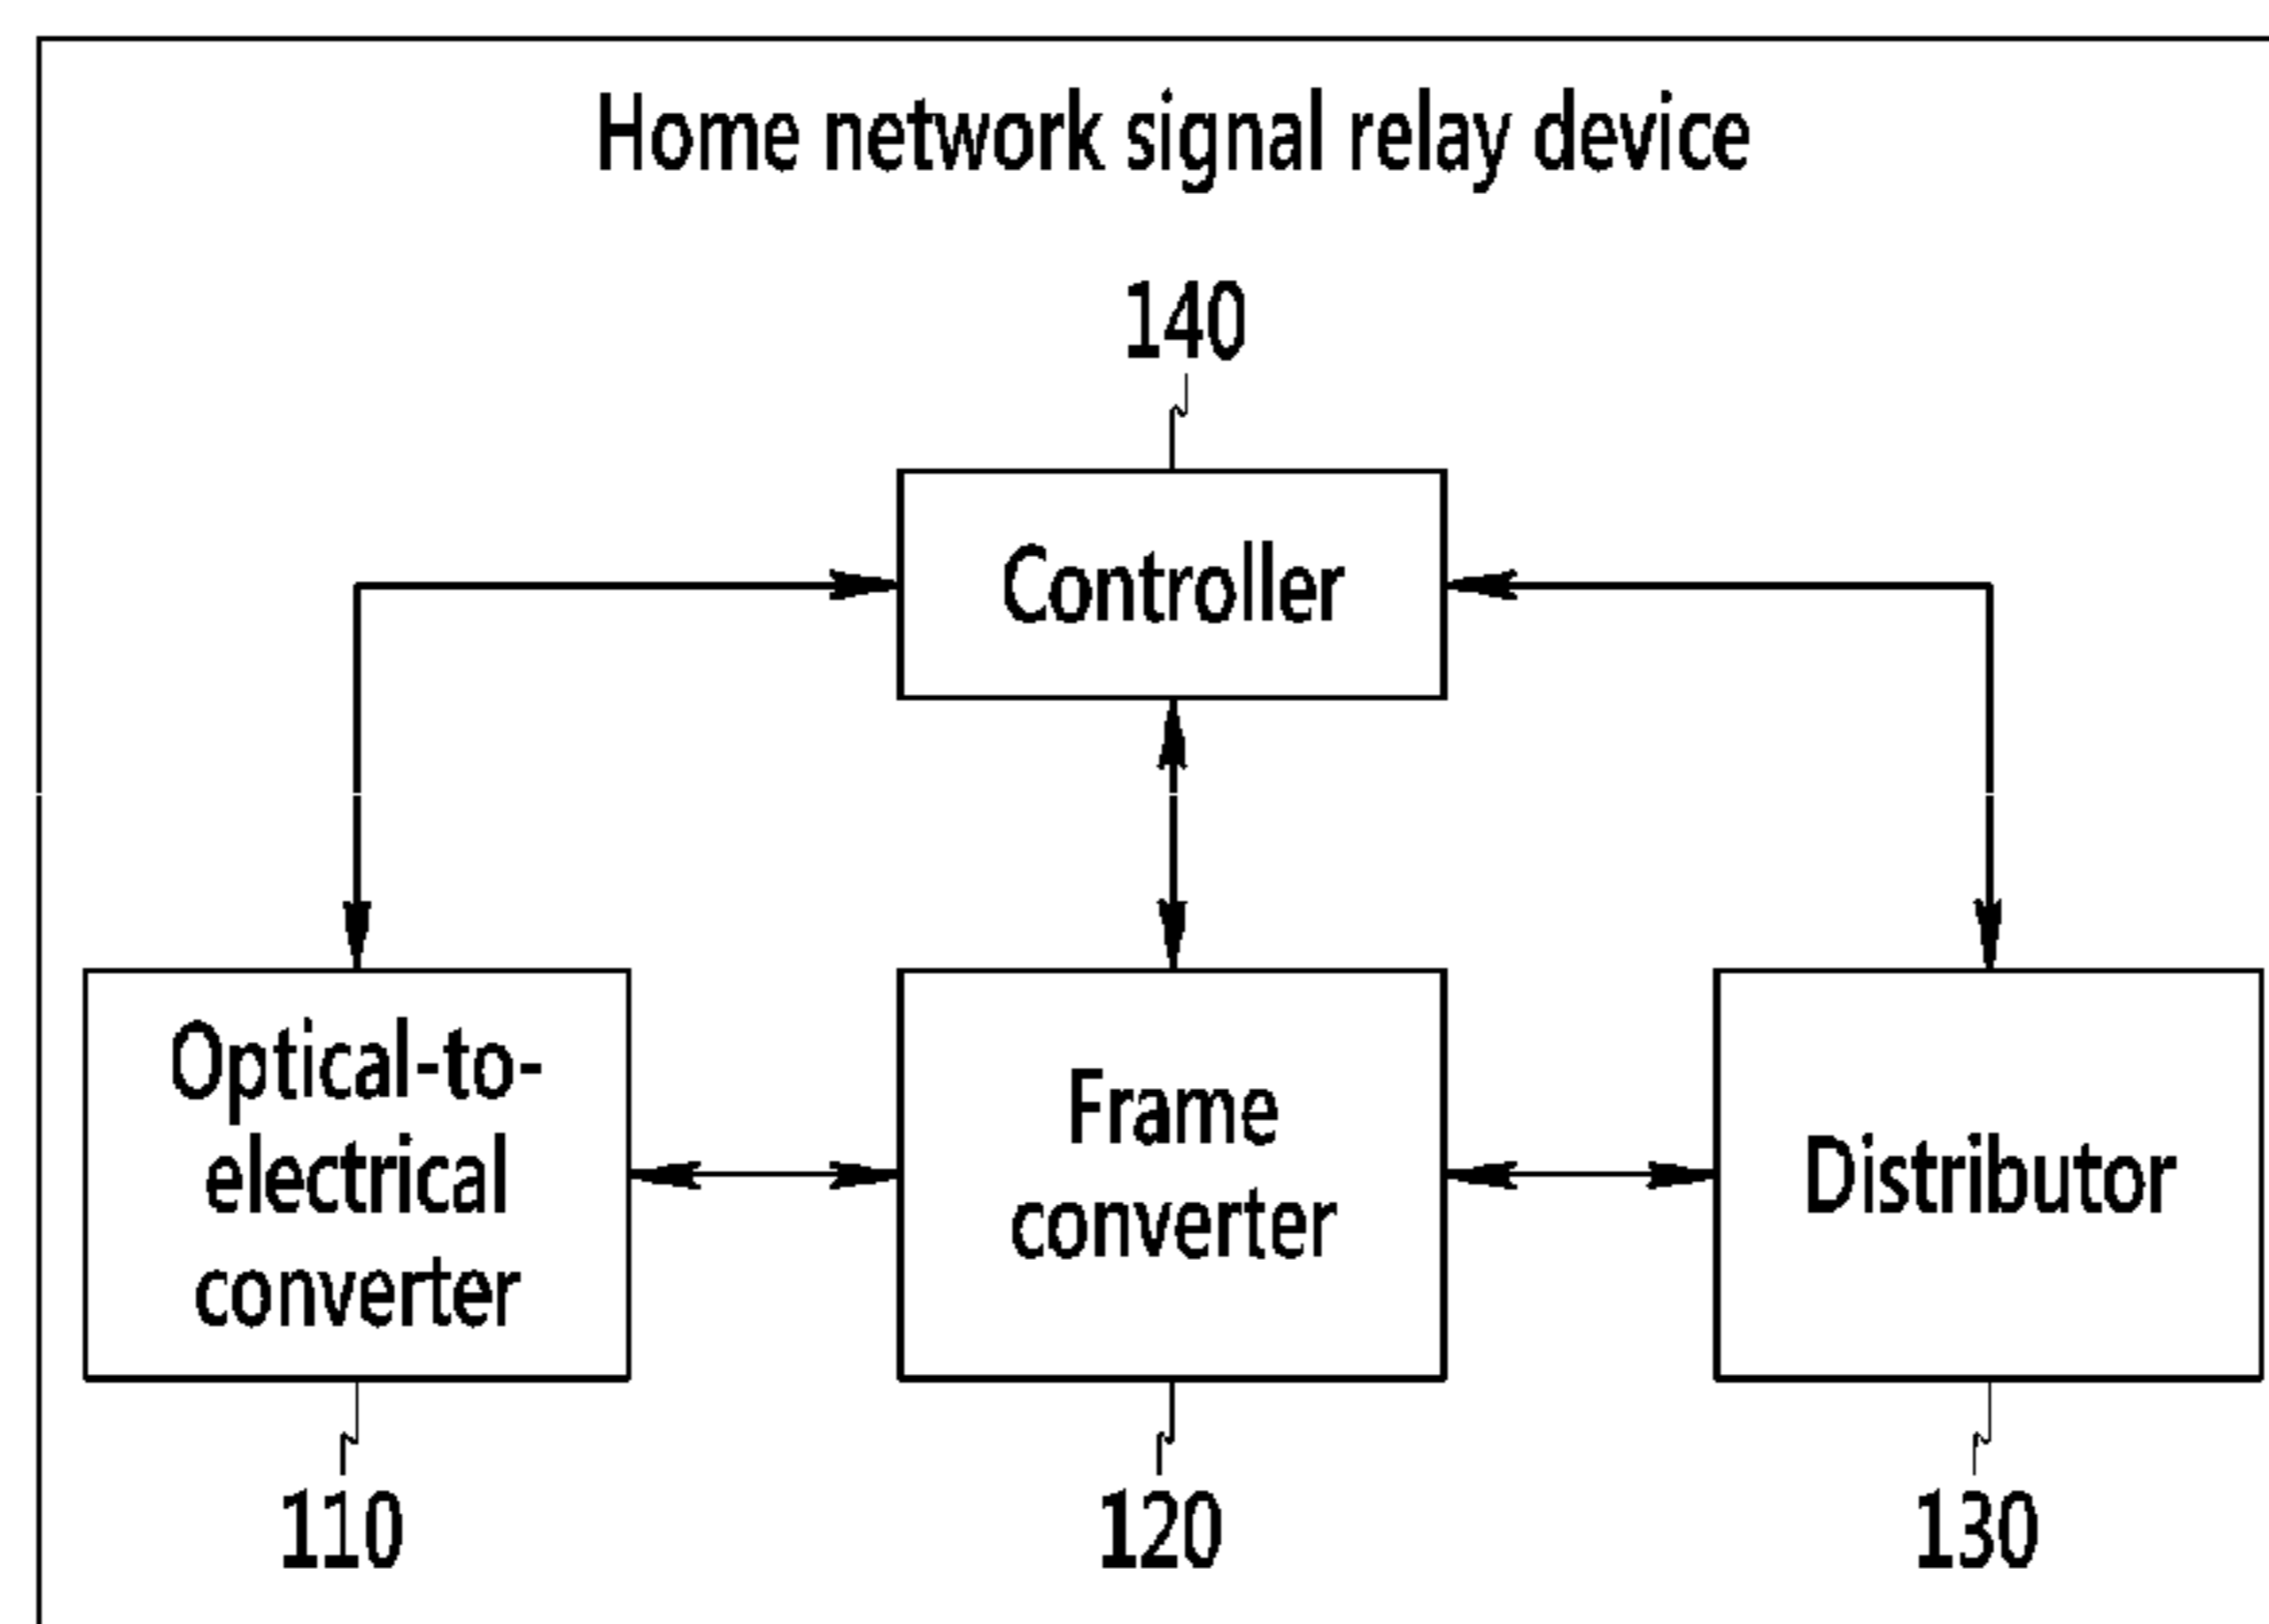 Home network signal relay device
140
Controller
Optical-to-
electrical
converter
Frame
converter
Distributor
110
120
130